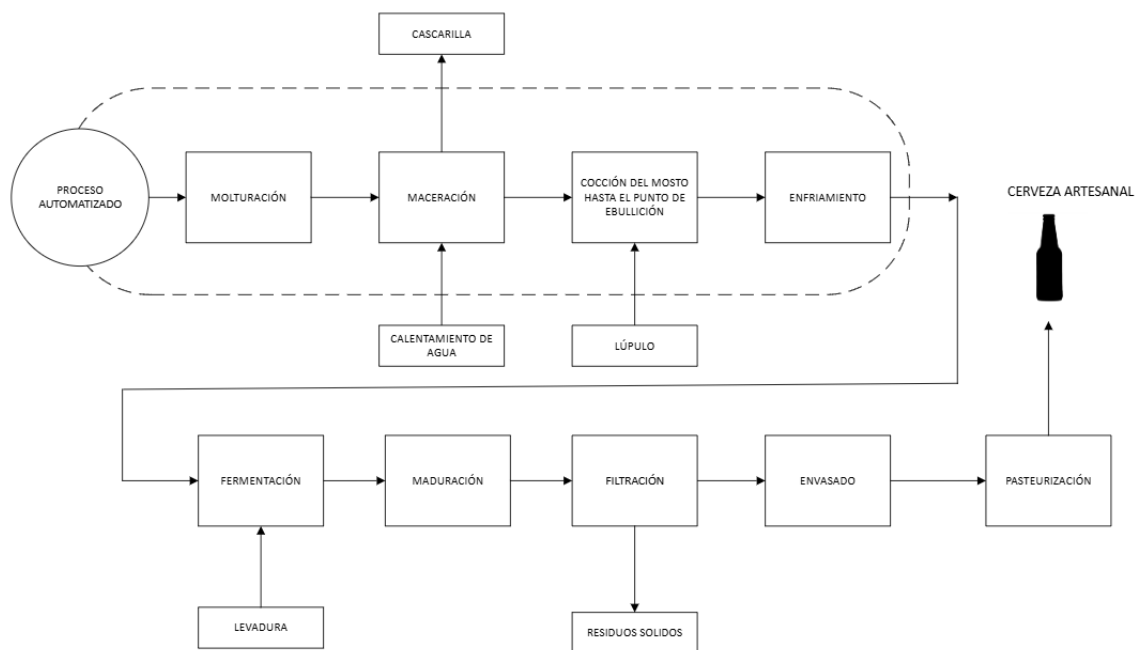 CASCARILLA
PROCESO
AUTOMATIZADO
MOLTURACIÓN
MACERACIÓN
COCCIÓN DEL MOSTO
HASTA EL PUNTO DE
EBULLICIÓN
ENFRIAMIENTO
CERVEZA ARTESANAL
CALENTAMIENTO DE
AGUA
LÚPULO
FERMENTACIÓN
MADURACIÓN
FILTRACIÓN
ENVASADO
PASTEURIZACIÓN
LEVADURA
RESIDUOS SOLIDOS